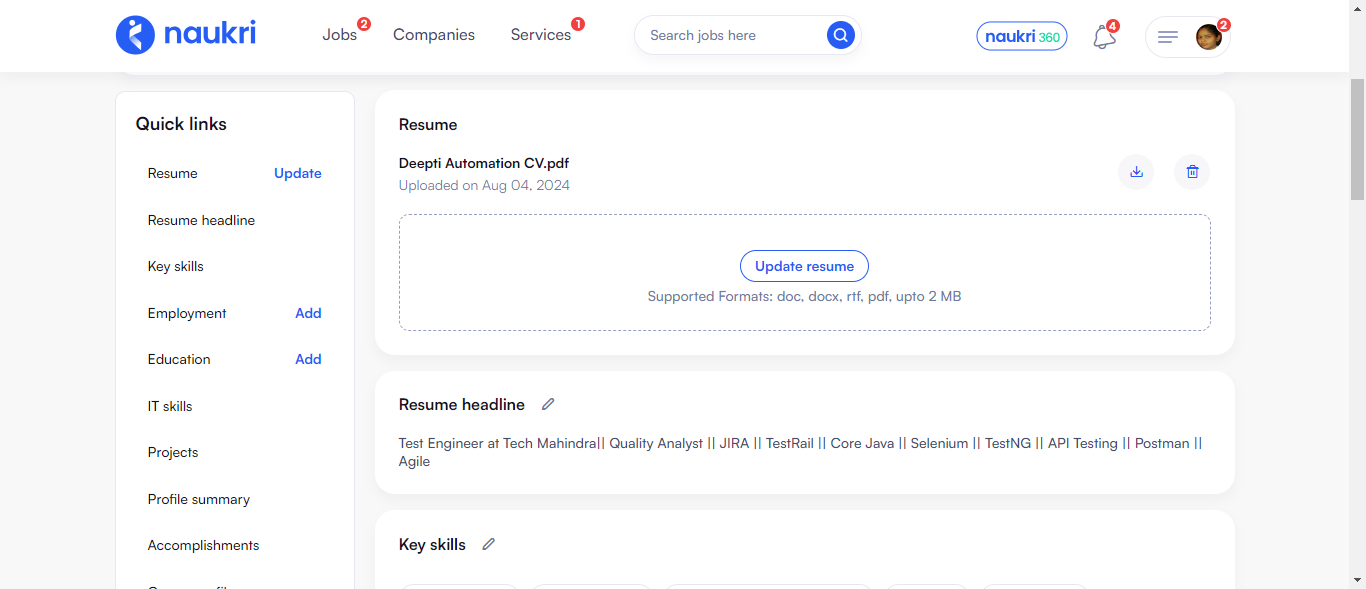 naukri
Jobs 2
Companies
Services 1
Search jobs here
naukri 360
4
2
Quick links
Resume Update
Resume headline
Key skills
Employment Add
Education Add
IT skills
Projects
Profile summary
Accomplishments
Resume
Deepti Automation CV.pdf
Uploaded on Aug 04, 2024
Update resume
Supported Formats: doc, docx, rtf, pdf, upto 2 MB
Resume headline
Test Engineer at Tech Mahindra|| Quality Analyst || JIRA || TestRail || Core Java || Selenium || TestNG || API Testing || Postman ||
Agile
Key skills